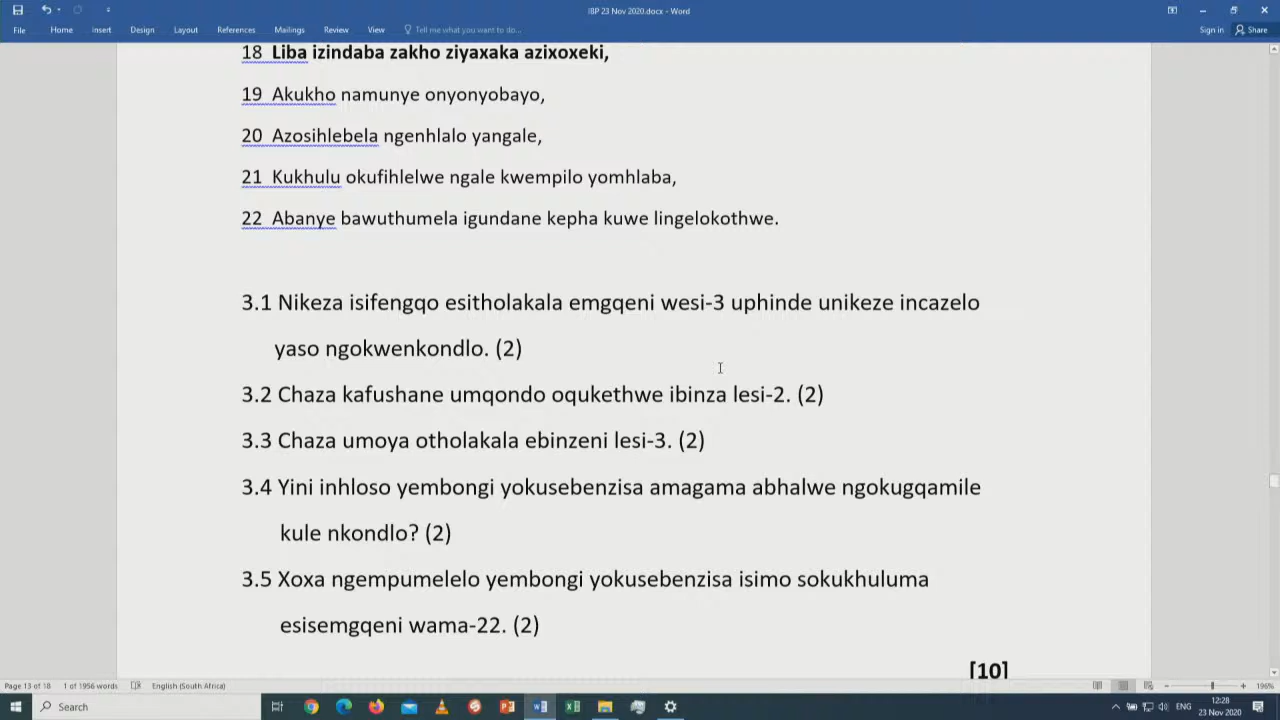 IBP 23 Nov 2020.docx - Word
File Home Insert Design Layout References Mailings Review View Tell me what you want to do... Sign in Share
18 Liba izindaba zakho ziyaxaka azixoxeki,
19 Akukho namunye onyonyobayo,
20 Azosihlebela ngenhlalo yangale,
21 Kukhulu okufihlelwe ngale kwempilo yomhlaba,
22 Abanye bawuthumela igundane kepha kuwe lingelokothwe.
3.1 Nikeza isifengqo esitholakala emgqeni wesi-3 uphinde unikeze incazelo
yaso ngokwenkondlo. (2)
3.2 Chaza kafushane umqondo oqukethwe ibinza lesi-2. (2)
3.3 Chaza umoya otholakala ebinzeni lesi-3. (2)
3.4 Yini inhloso yembongi yokusebenzisa amagama abhalwe ngokugqamile
kule nkondlo? (2)
3.5 Xoxa ngempumelelo yembongi yokusebenzisa isimo sokukhuluma
esisemgqeni wama-22. (2)
[10]
Page 13 of 18 1 of 1956 words English (South Africa) 196%
Search ENG 12:28
23 Nov 2020